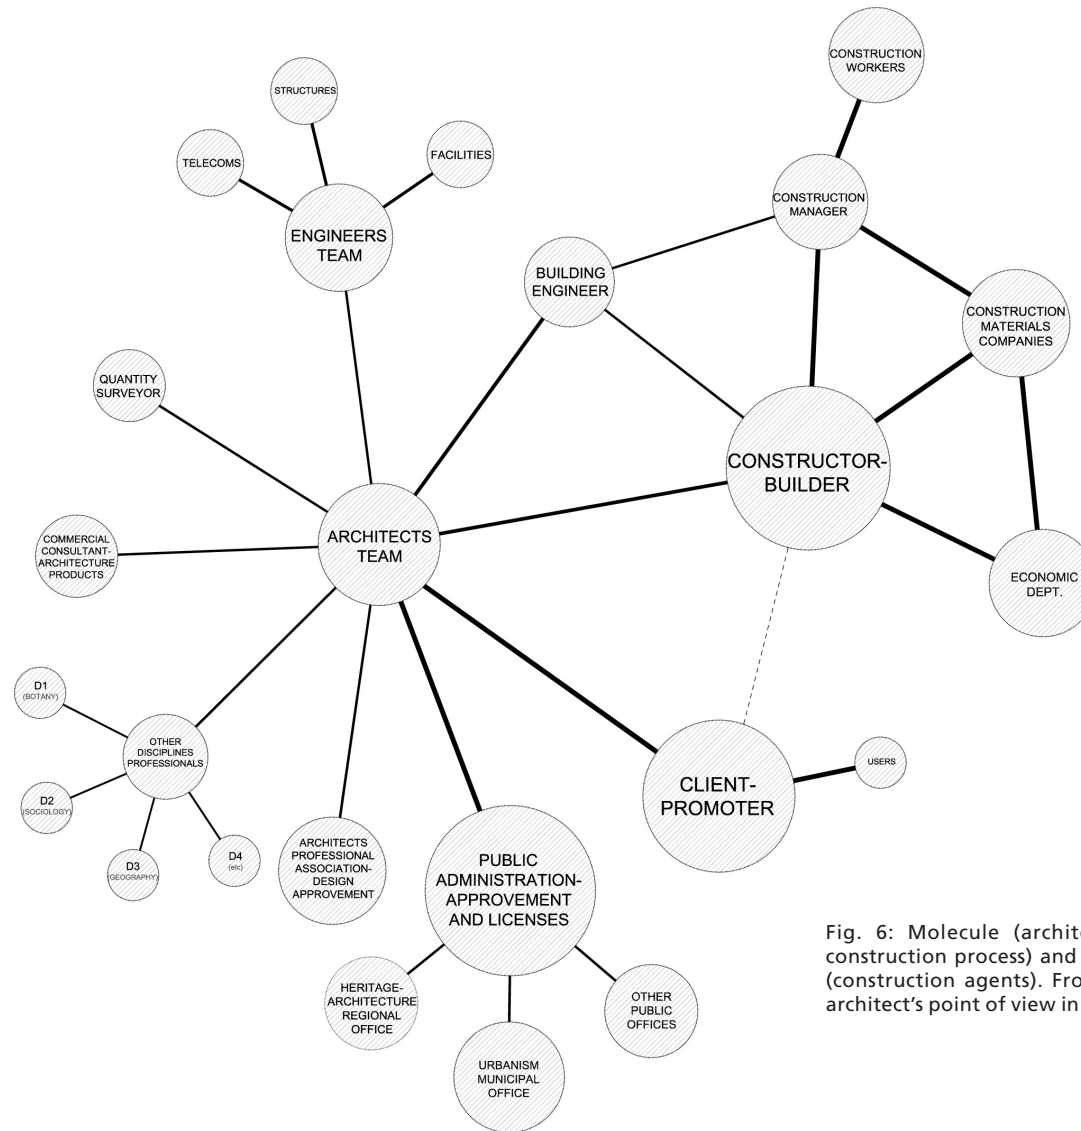 CONSTRUCTION
WORKERS
STRUCTURES
TELECOMS
FACILITIES
ENGINEERS
TEAM
CONSTRUCTION
MANAGER
BUILDING
ENGINEER
CONSTRUCTION
MATERIALS
COMPANIES
QUANTITY
SURVEYOR
CONSTRUCTOR-
BUILDER
ARCHITECTS
TEAM
COMMERCIAL
CONSULTANT-
ARCHITECTURE
PRODUCTS
ECONOMIC
DEPT.
D1
(BOTANY)
OTHER
DISCIPLINES
PROFESSIONALS
D2
(SOCIOLOGY)
D3
(GEOGRAPHY)
D4
(etc)
CLIENT-
PROMOTER
USERS
ARCHITECTS
PROFESSIONAL
ASSOCIATION-
DESIGN
APPROVEMENT
PUBLIC
ADMINISTRATION-
APPROVEMENT
AND LICENSES
HERITAGE-
ARCHITECTURE
REGIONAL
OFFICE
URBANISM
MUNICIPAL
OFFICE
OTHER
PUBLIC
OFFICES
Fig. 6: Molecule (archite
construction process) and
(construction agents). Fro
architect's point of view in